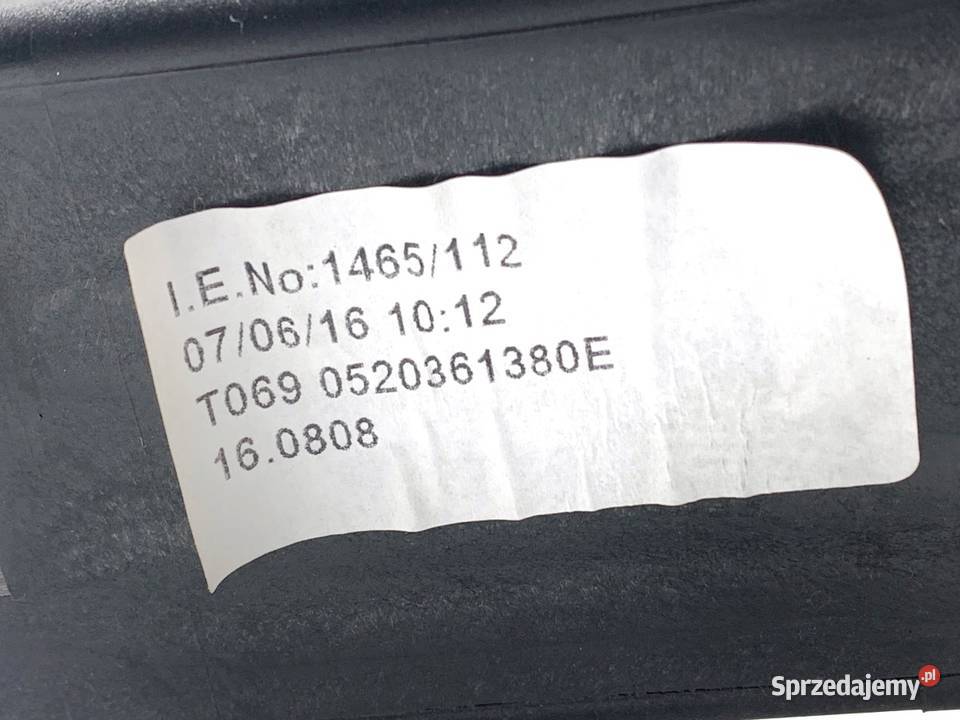 I.E.No:1465/112
07/06/16 10:12
T069 0520361380E
16.0808
Sprzedajemy.pl